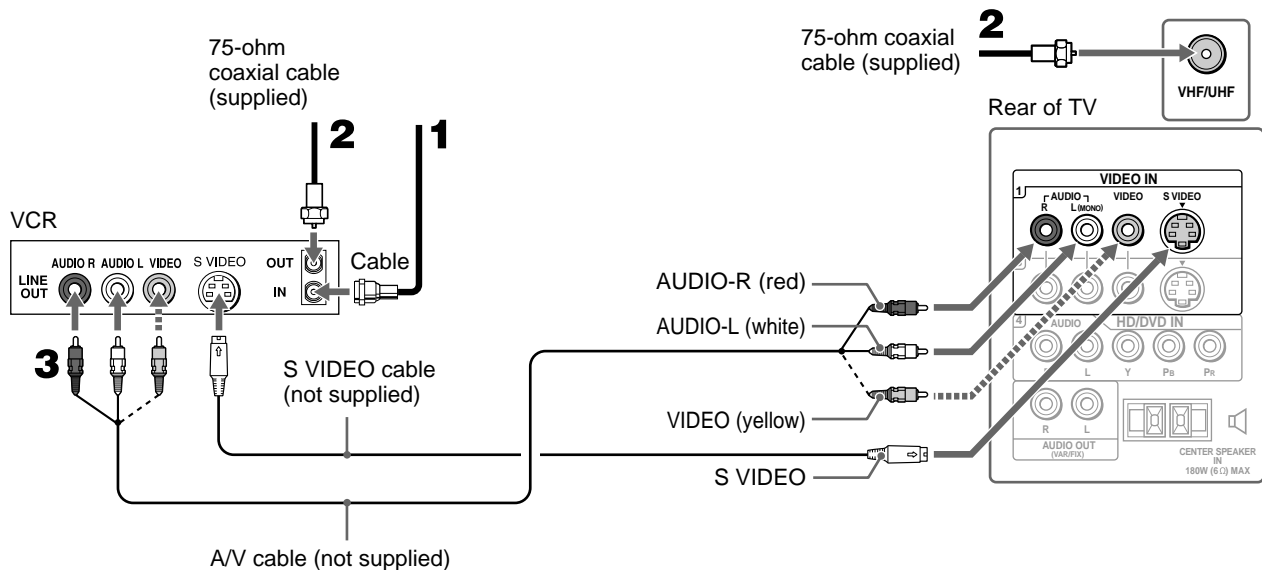 75-ohm
coaxial cable
(supplied)
2
1
VCR
LINE
OUT
AUDIO R AUDIO L VIDEO
S VIDEO
OUT
IN
Cable
3
S VIDEO cable
(not supplied)
A/V cable (not supplied)
75-ohm coaxial
cable (supplied)
2
VHF/UHF
Rear of TV
VIDEO IN
1
AUDIO
R
L (MONO)
VIDEO
S VIDEO
AUDIO-R (red)
AUDIO-L (white)
VIDEO (yellow)
S VIDEO
4
AUDIO
HD/DVD IN
L
Y
PB
PR
R
L
AUDIO OUT
(VAR/FIX)
CENTER SPEAKER
IN
180W (6Ω) MAX